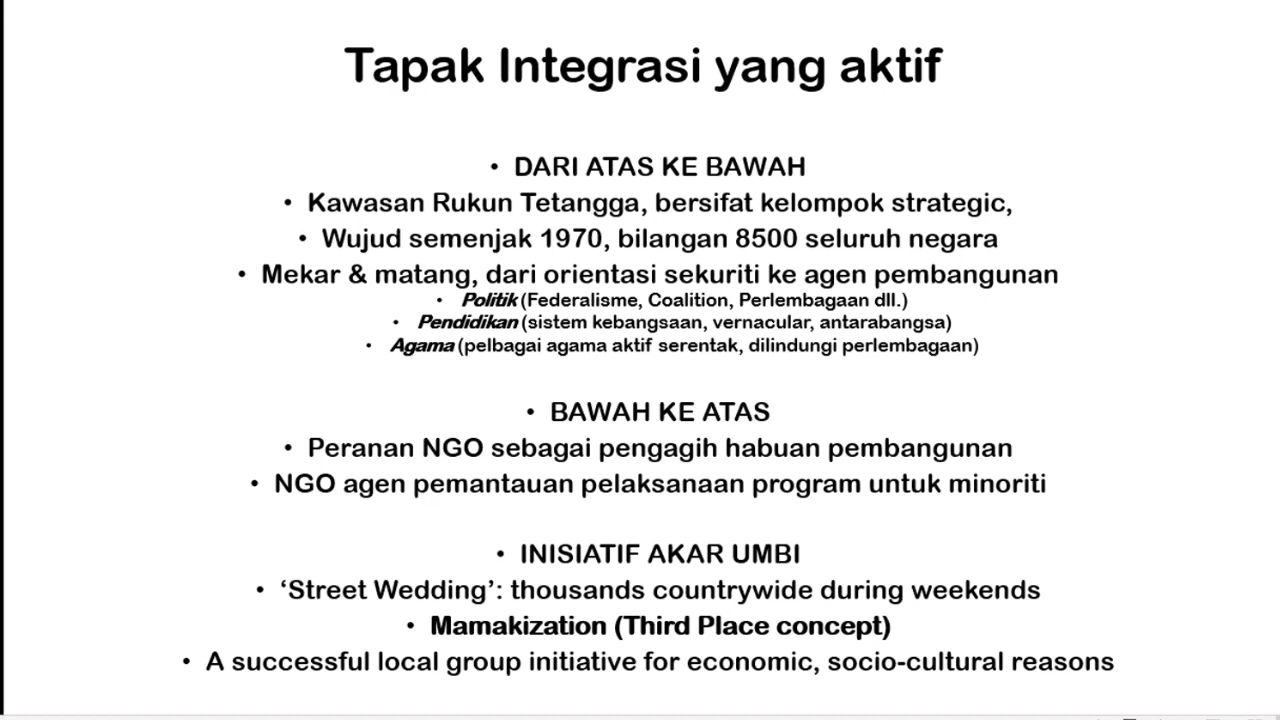 Tapak Integrasi yang aktif
• DARI ATAS KE BAWAH
• Kawasan Rukun Tetangga, bersifat kelompok strategic,
• Wujud semenjak 1970, bilangan 8500 seluruh negara
• Mekar & matang, dari orientasi sekuriti ke agen pembangunan
• Politik (Federalisme, Coalition, Perlembagaan dll.)
• Pendidikan (sistem kebangsaan, vernacular, antarabangsa)
• Agama (pelbagai agama aktif serentak, dilindungi perlembagaan)
• BAWAH KE ATAS
• Peranan NGO sebagai pengagih habuan pembangunan
• NGO agen pemantauan pelaksanaan program untuk minoriti
• INISIATIF AKAR UMBI
• ‘Street Wedding’: thousands countrywide during weekends
• Mamakization (Third Place concept)
• A successful local group initiative for economic, socio-cultural reasons